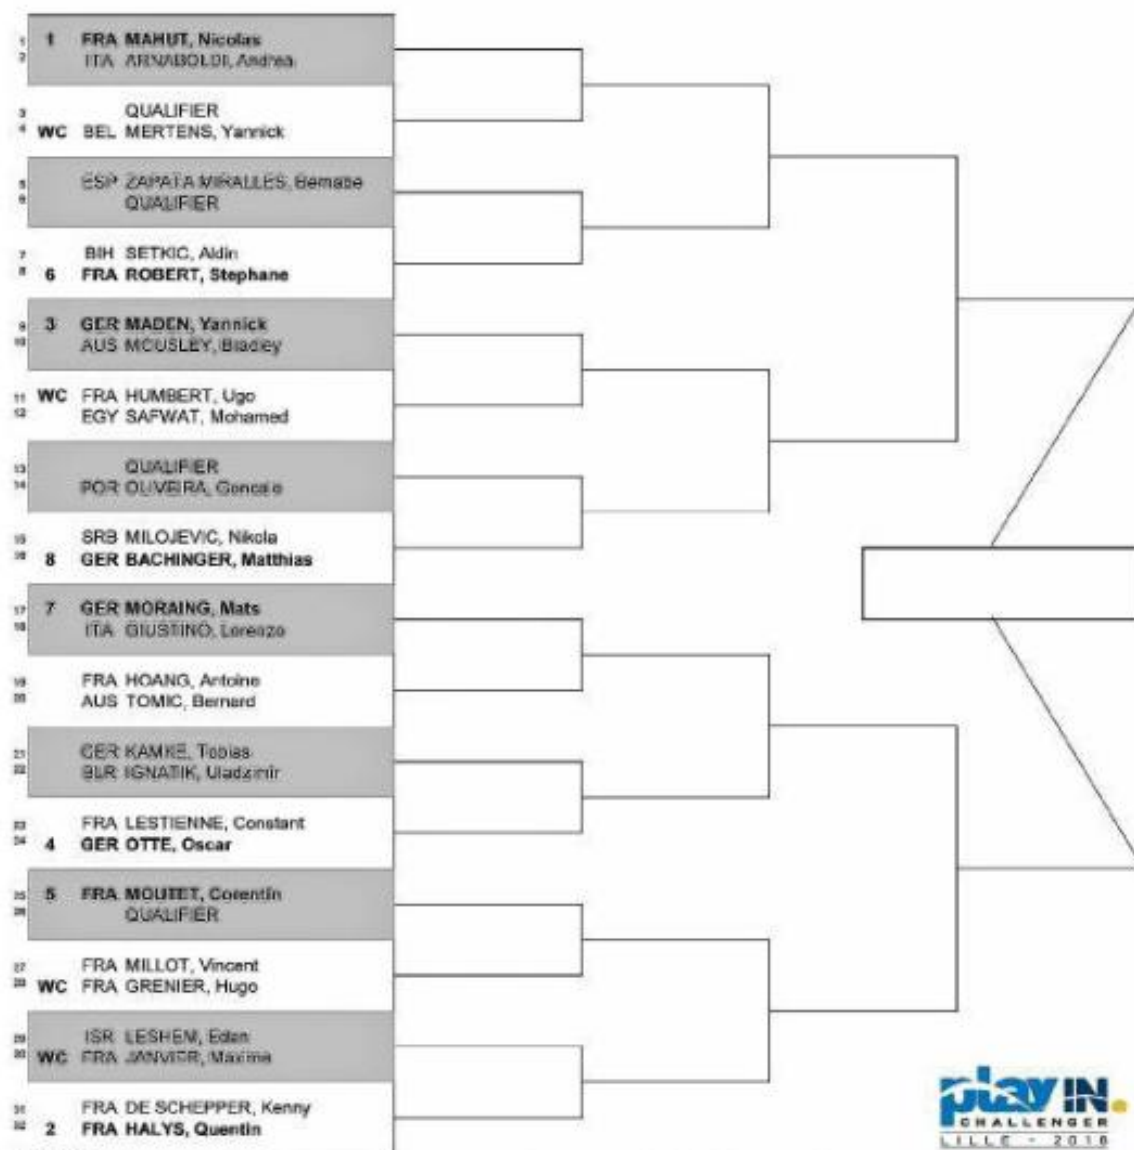 1 1 FRA MAHUT, Nicolas
2 ITA ARNABOLDI, Andrea
3 QUALIFIER
4 WC BEL MERTENS, Yannick
5 ESP ZAPATA MIRALLES, Bernabe
6 QUALIFIER
7 BIH SETKIC, Aldin
8 6 FRA ROBERT, Stephane
9 3 GER MADEN, Yannick
10 AUS MOUSLEY, Bradley
11 WC FRA HUMBERT, Ugo
12 EGY SAFWAT, Mohamed
13 QUALIFIER
14 POR OLIVEIRA, Goncalo
15 SRB MILOJEVIC, Nikola
16 8 GER BACHINGER, Matthias
17 7 GER MORAING, Mats
18 ITA GIUSTINO, Lorenzo
19 FRA HOANG, Antoine
20 AUS TOMIC, Bernard
21 GER KAMKE, Tobias
22 BLR IGNATIK, Uladzimir
23 FRA LESTIENNE, Constant
24 4 GER OTTE, Oscar
25 5 FRA MOUTET, Corentin
26 QUALIFIER
27 FRA MILLOT, Vincent
28 WC FRA GRENIER, Hugo
29 ISR LESHEM, Edan
30 WC FRA JANVIER, Maxime
31 FRA DE SCHEPPER, Kenny
32 2 FRA HALYS, Quentin
play IN.
CHALLENGER
LILLE - 2018